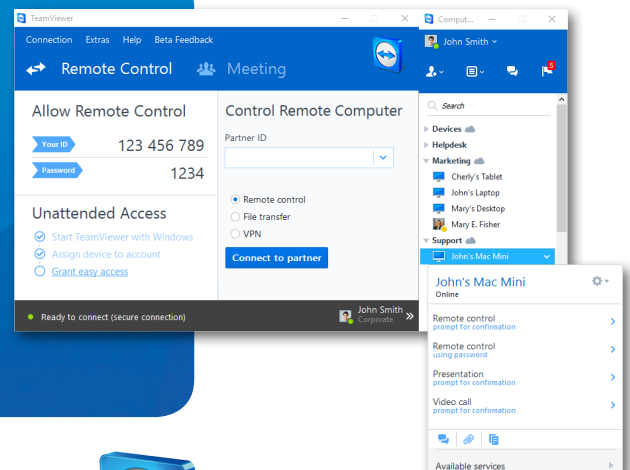 TeamViewer
Connection Extras Help Beta Feedback
Remote Control Meeting
Allow Remote Control
Your ID 123 456 789
Password 1234
Unattended Access
Start TeamViewer with Windows
Assign device to account
Grant easy access
Control Remote Computer
Partner ID
Remote control
File transfer
VPN
Connect to partner
Ready to connect (secure connection)
John Smith
Corporate
Comput...
John Smith
5
Search
Devices
Helpdesk
Marketing
Cherly's Tablet
John's Laptop
Mary's Desktop
Mary E. Fisher
Support
John's Mac Mini
John's Mac Mini
Online
Remote control
prompt for confirmation
Remote control
using password
Presentation
prompt for confirmation
Video call
prompt for confirmation
Available services